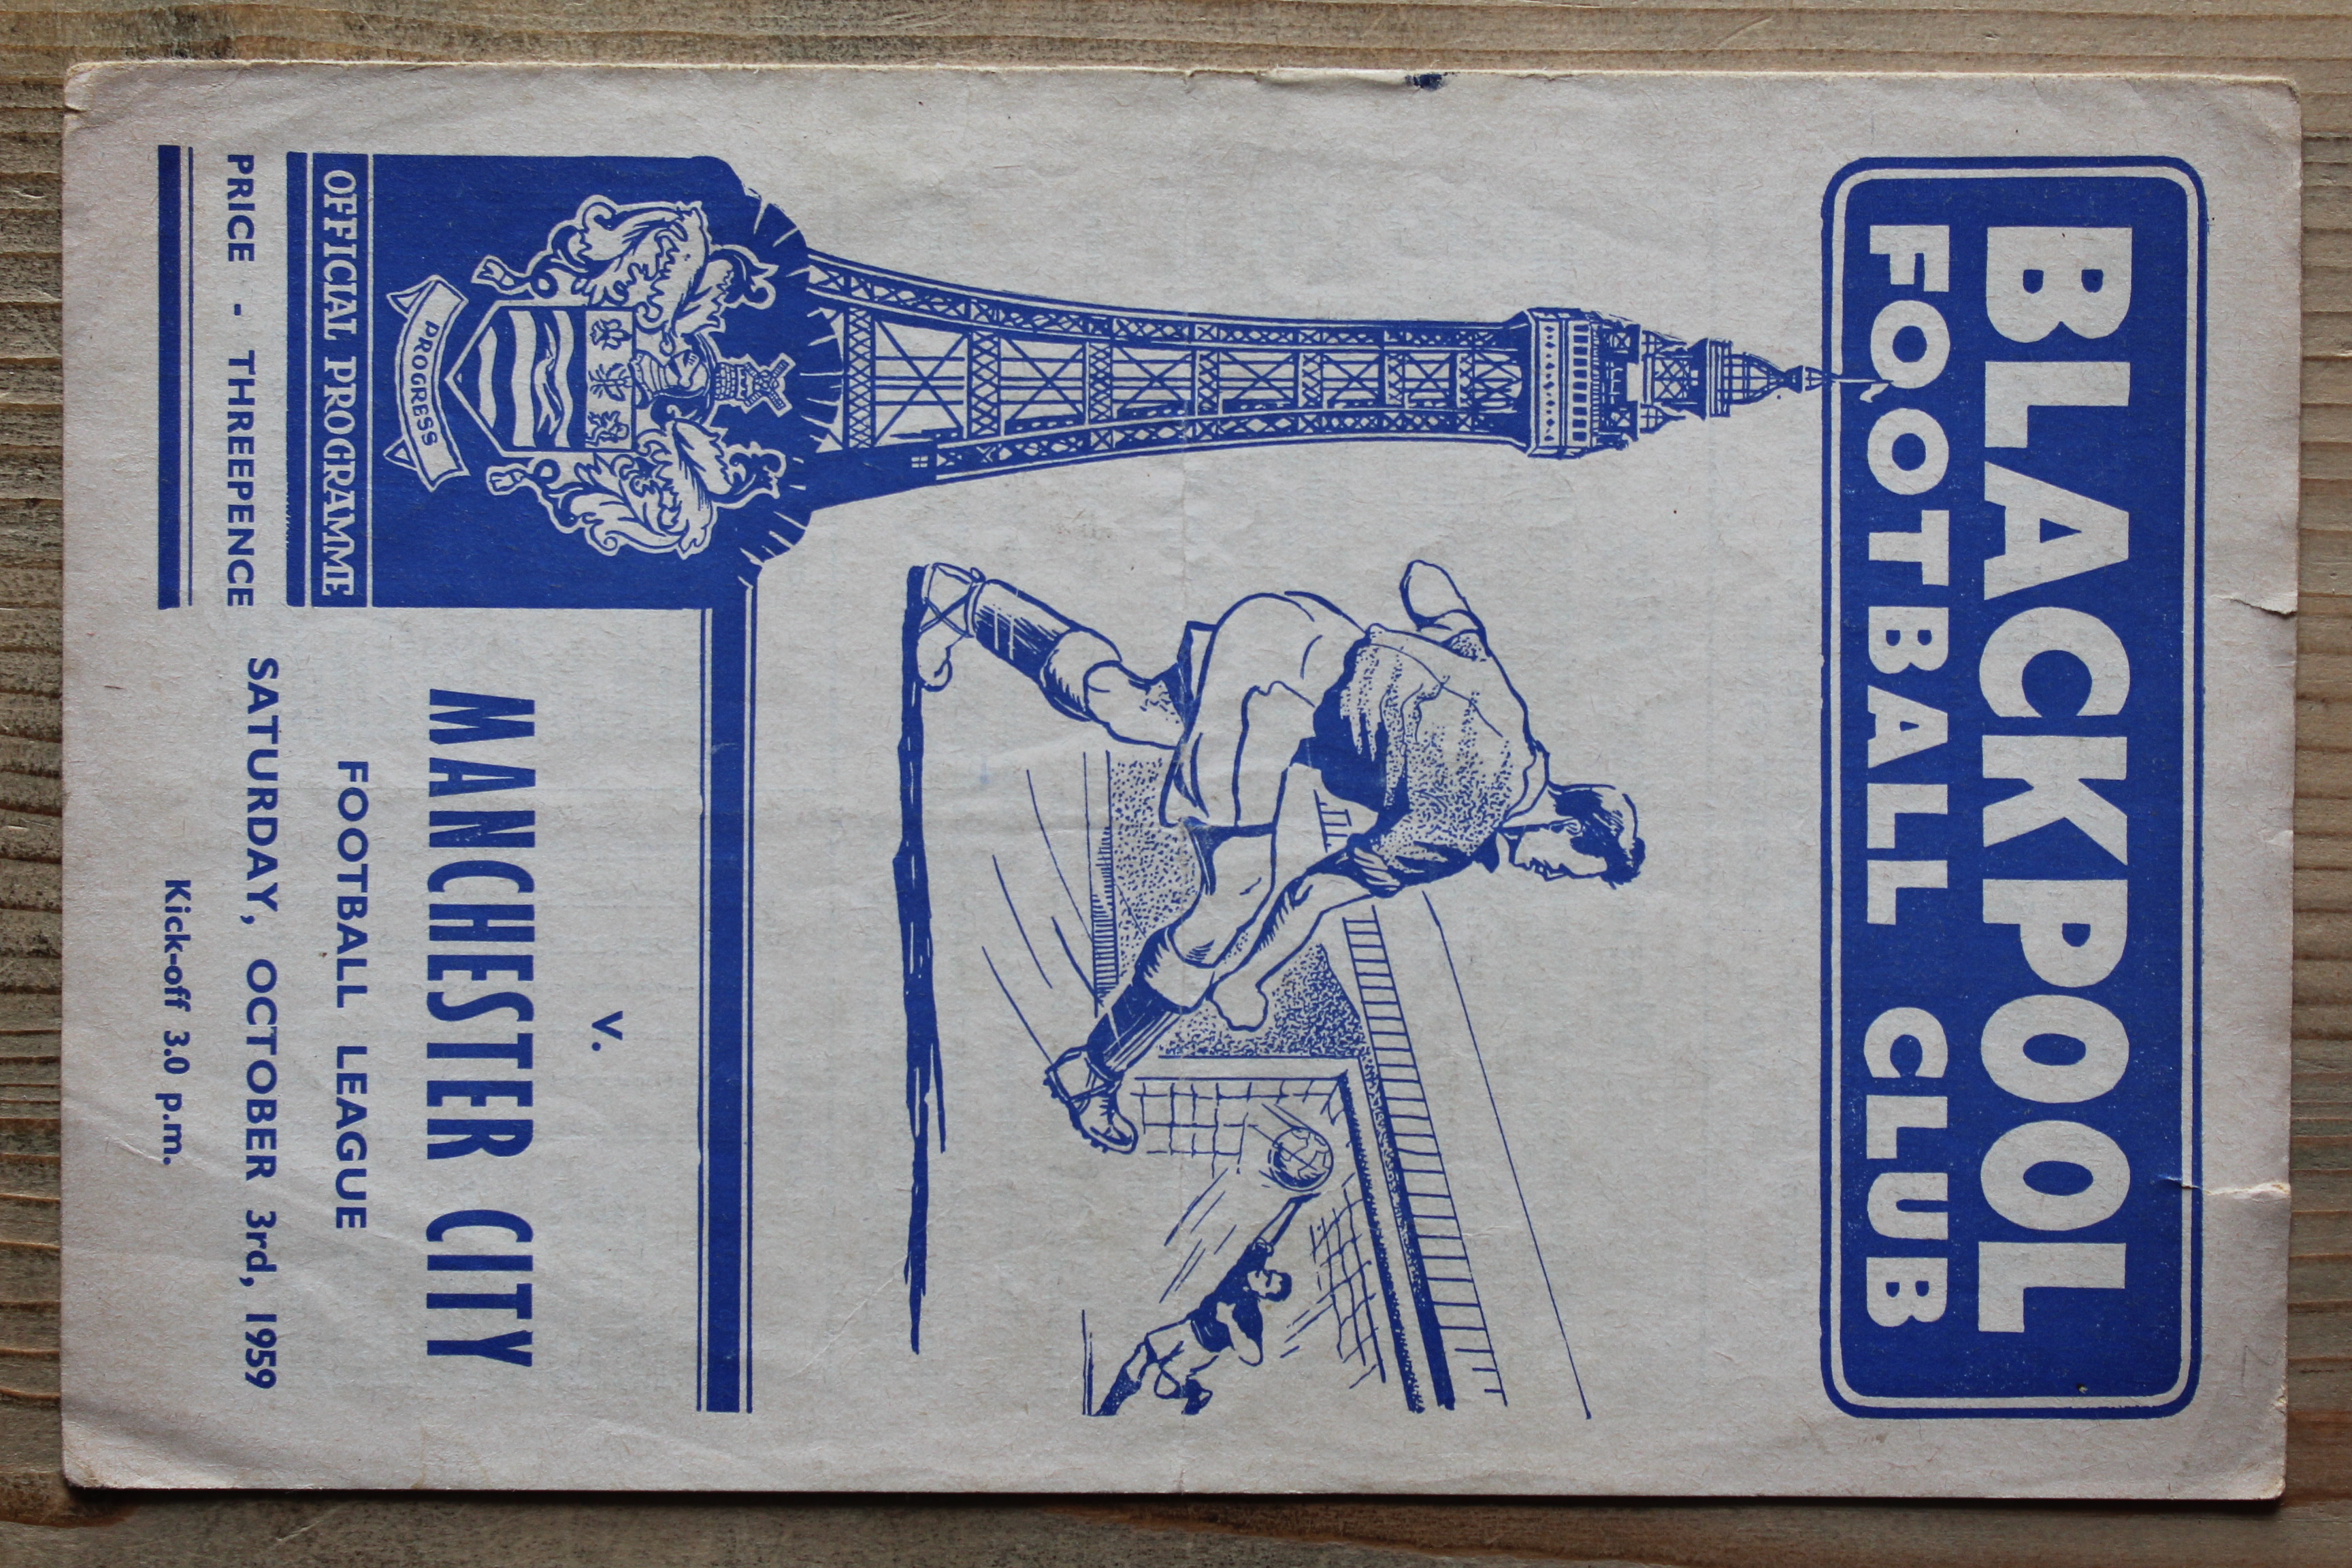 BLACKPOOL
FOOTBALL CLUB
PROGRESS
OFFICIAL PROGRAMME
PRICE - THREEPENCE
v.
MANCHESTER CITY
FOOTBALL LEAGUE
SATURDAY, OCTOBER 3rd, 1959
Kick-off 3.0 p.m.